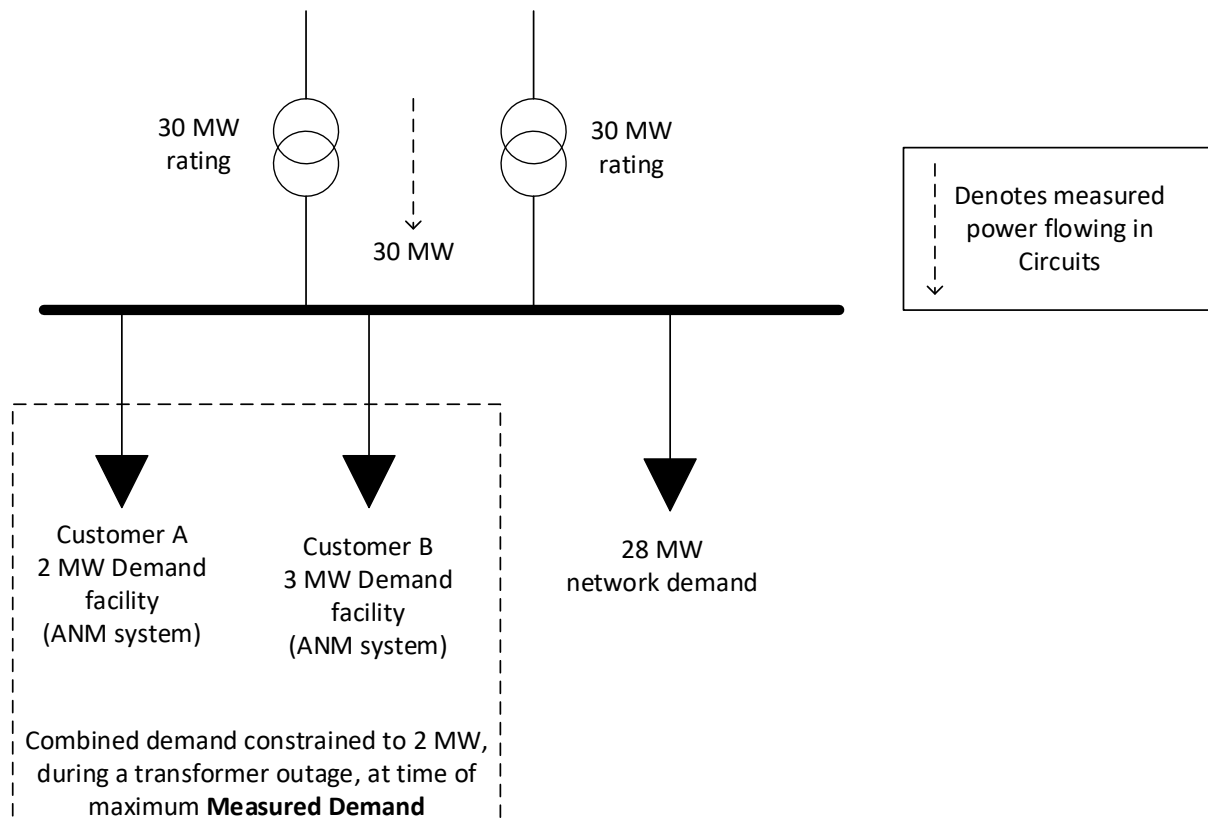 30 MW
rating
30 MW
30 MW
rating
Denotes measured
power flowing in
Circuits
Customer A
2 MW Demand
facility
(ANM system)
Customer B
3 MW Demand
facility
(ANM system)
28 MW
network demand
Combined demand constrained to 2 MW,
during a transformer outage, at time of
maximum Measured Demand